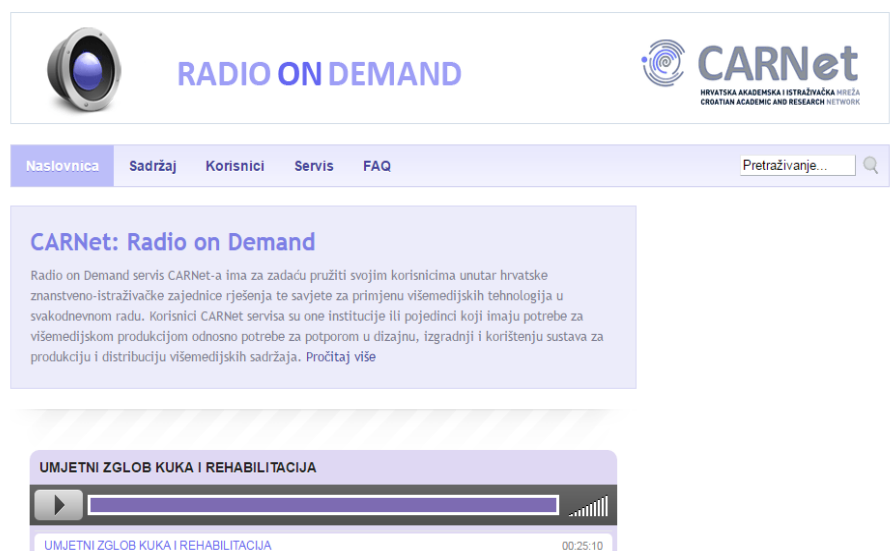 RADIO ON DEMAND
CARNet
HRVATSKA AKADEMSKA I ISTRAŽIVAČKA MREŽA
CROATIAN ACADEMIC AND RESEARCH NETWORK
Naslovnica Sadržaj Korisnici Servis FAQ Pretraživanje...
CARNet: Radio on Demand
Radio on Demand servis CARNet-a ima za zadaću pružiti svojim korisnicima unutar hrvatske
znanstveno-istraživačke zajednice rješenja te savjete za primjenu višemedijskih tehnologija u
svakodnevnom radu. Korisnici CARNet servisa su one institucije ili pojedinci koji imaju potrebe za
višemedijskom produkcijom odnosno potrebe za potporom u dizajnu, izgradnji i korištenju sustava za
produkciju i distribuciju višemedijskih sadržaja. Pročitaj više
UMJETNI ZGLOB KUKA I REHABILITACIJA
UMJETNI ZGLOB KUKA I REHABILITACIJA 00:25:10